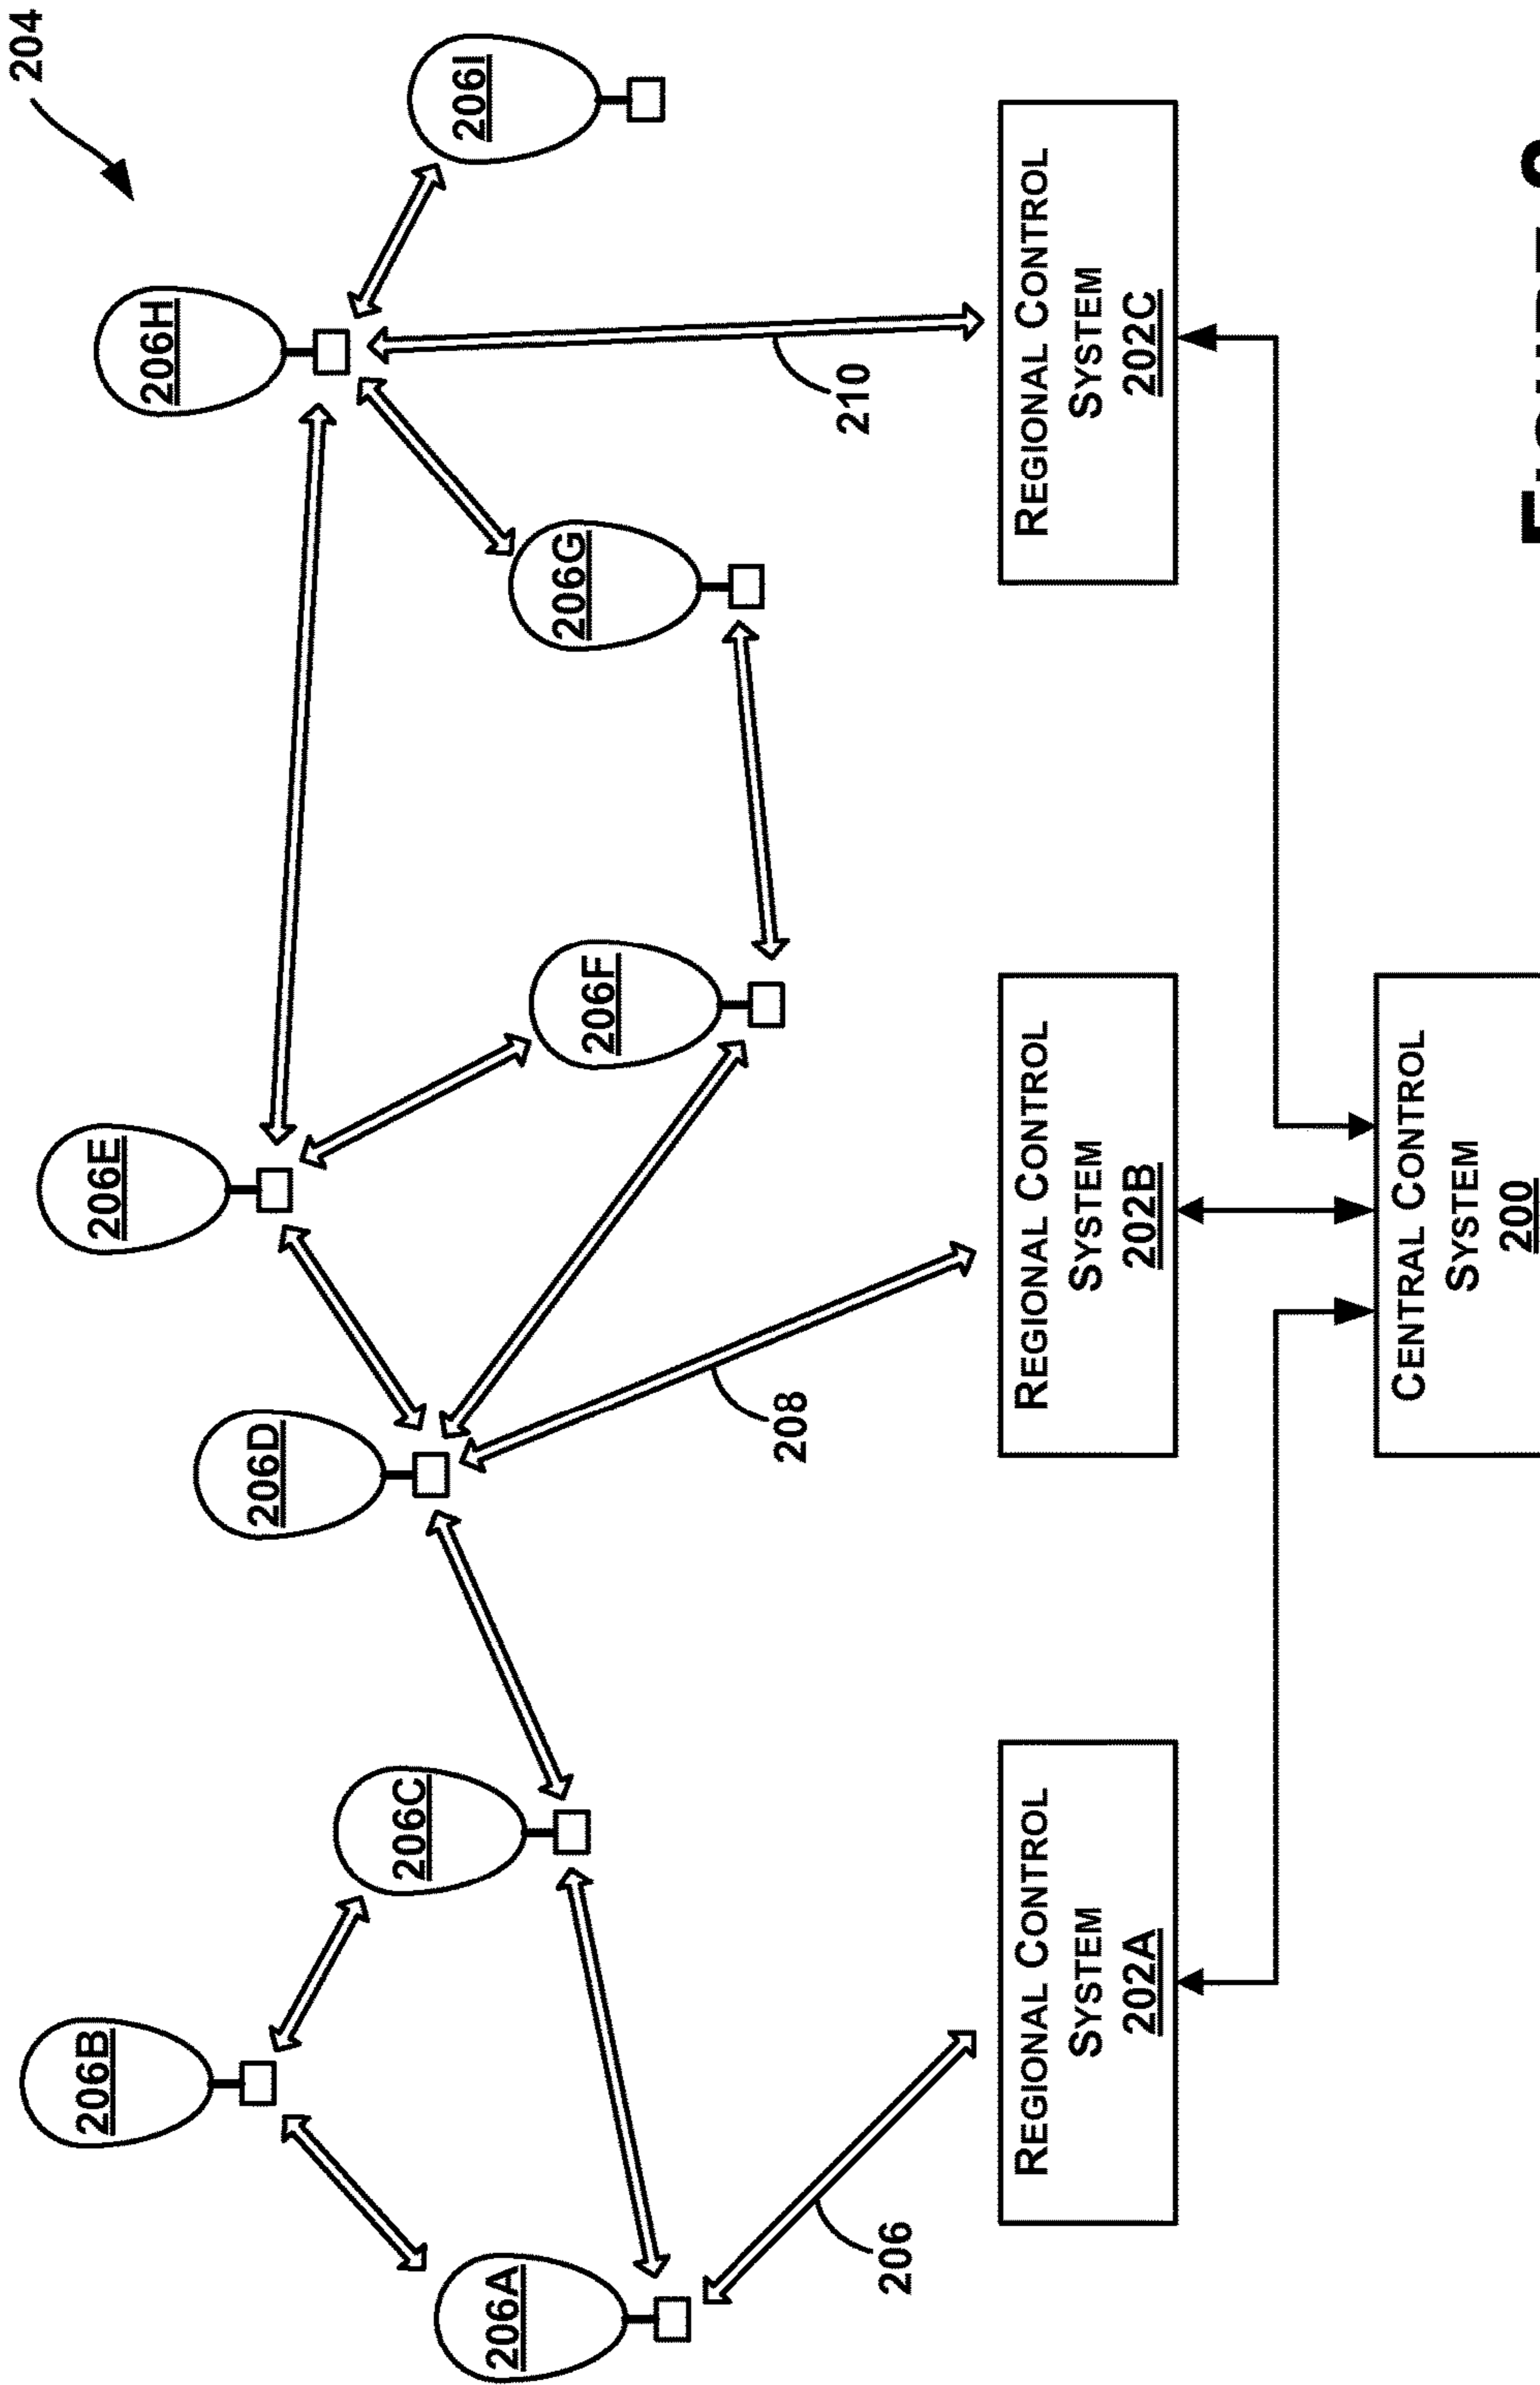 204
206B
206E
206H
206D
206C
206I
206A
206F
206G
206
208
210
REGIONAL CONTROL
SYSTEM
202A
REGIONAL CONTROL
SYSTEM
202B
REGIONAL CONTROL
SYSTEM
202C
CENTRAL CONTROL
SYSTEM
200